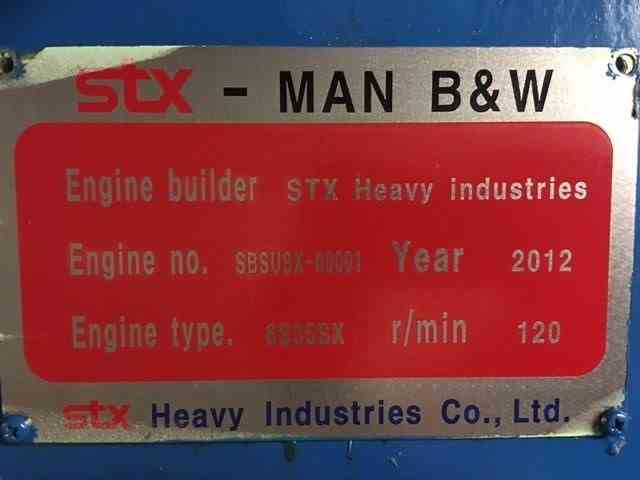 STX - MAN B&W
Engine builder STX Heavy industries
Engine no. Year 2012
Engine type. r/min 120
STX Heavy Industries Co., Ltd.